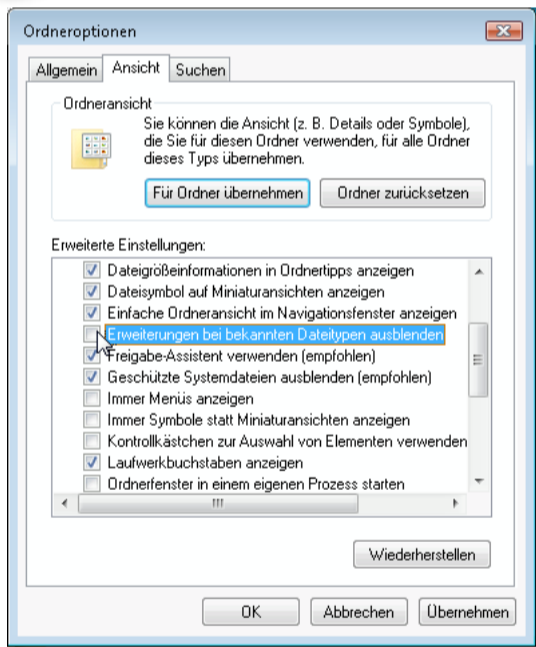 Ordneroptionen
Allgemein Ansicht Suchen
Ordneransicht
Sie können die Ansicht (z. B. Details oder Symbole),
die Sie für diesen Ordner verwenden, für alle Ordner
dieses Typs übernehmen.
Für Ordner übernehmen Ordner zurücksetzen
Erweiterte Einstellungen:
Dateigrößeinformationen in Ordnertipps anzeigen
Dateisymbol auf Miniaturansichten anzeigen
Einfache Ordneransicht im Navigationsfenster anzeigen
Erweiterungen bei bekannten Dateitypen ausblenden
Freigabe-Assistent verwenden (empfohlen)
Geschützte Systemdateien ausblenden (empfohlen)
Immer Menüs anzeigen
Immer Symbole statt Miniaturansichten anzeigen
Kontrollkästchen zur Auswahl von Elementen verwenden
Laufwerkbuchstaben anzeigen
Ordnerfenster in einem eigenen Prozess starten
Wiederherstellen
OK Abbrechen Übernehmen